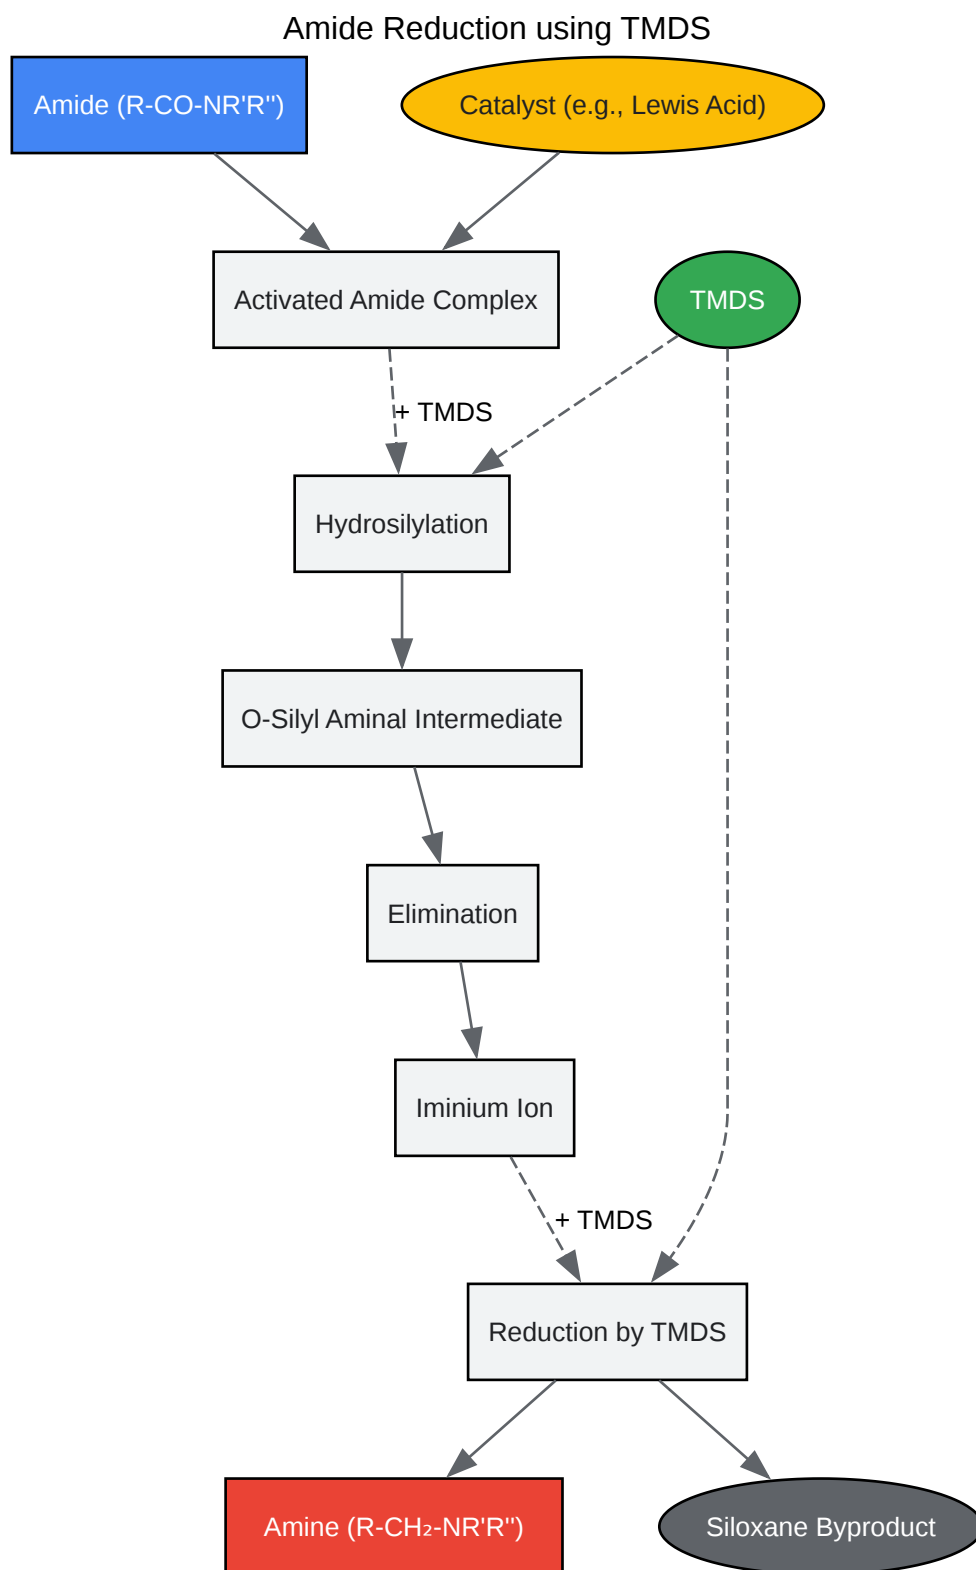 Amide Reduction using TMDS
Amide (R-CO-NR'R'')
Catalyst (e.g., Lewis Acid)
Activated Amide Complex
TMDS
+ TMDS
Hydrosilylation
O-Silyl Aminal Intermediate
Elimination
Iminium Ion
+ TMDS
Reduction by TMDS
Amine (R-CH₂-NR'R'')
Siloxane Byproduct